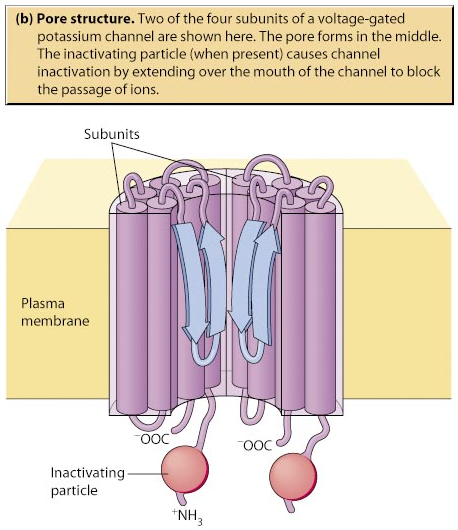 (b) Pore structure. Two of the four subunits of a voltage-gated
potassium channel are shown here. The pore forms in the middle.
The inactivating particle (when present) causes channel
inactivation by extending over the mouth of the channel to block
the passage of ions.
Subunits
Plasma
membrane
⁻OOC
⁻OOC
Inactivating
particle
⁺NH₃